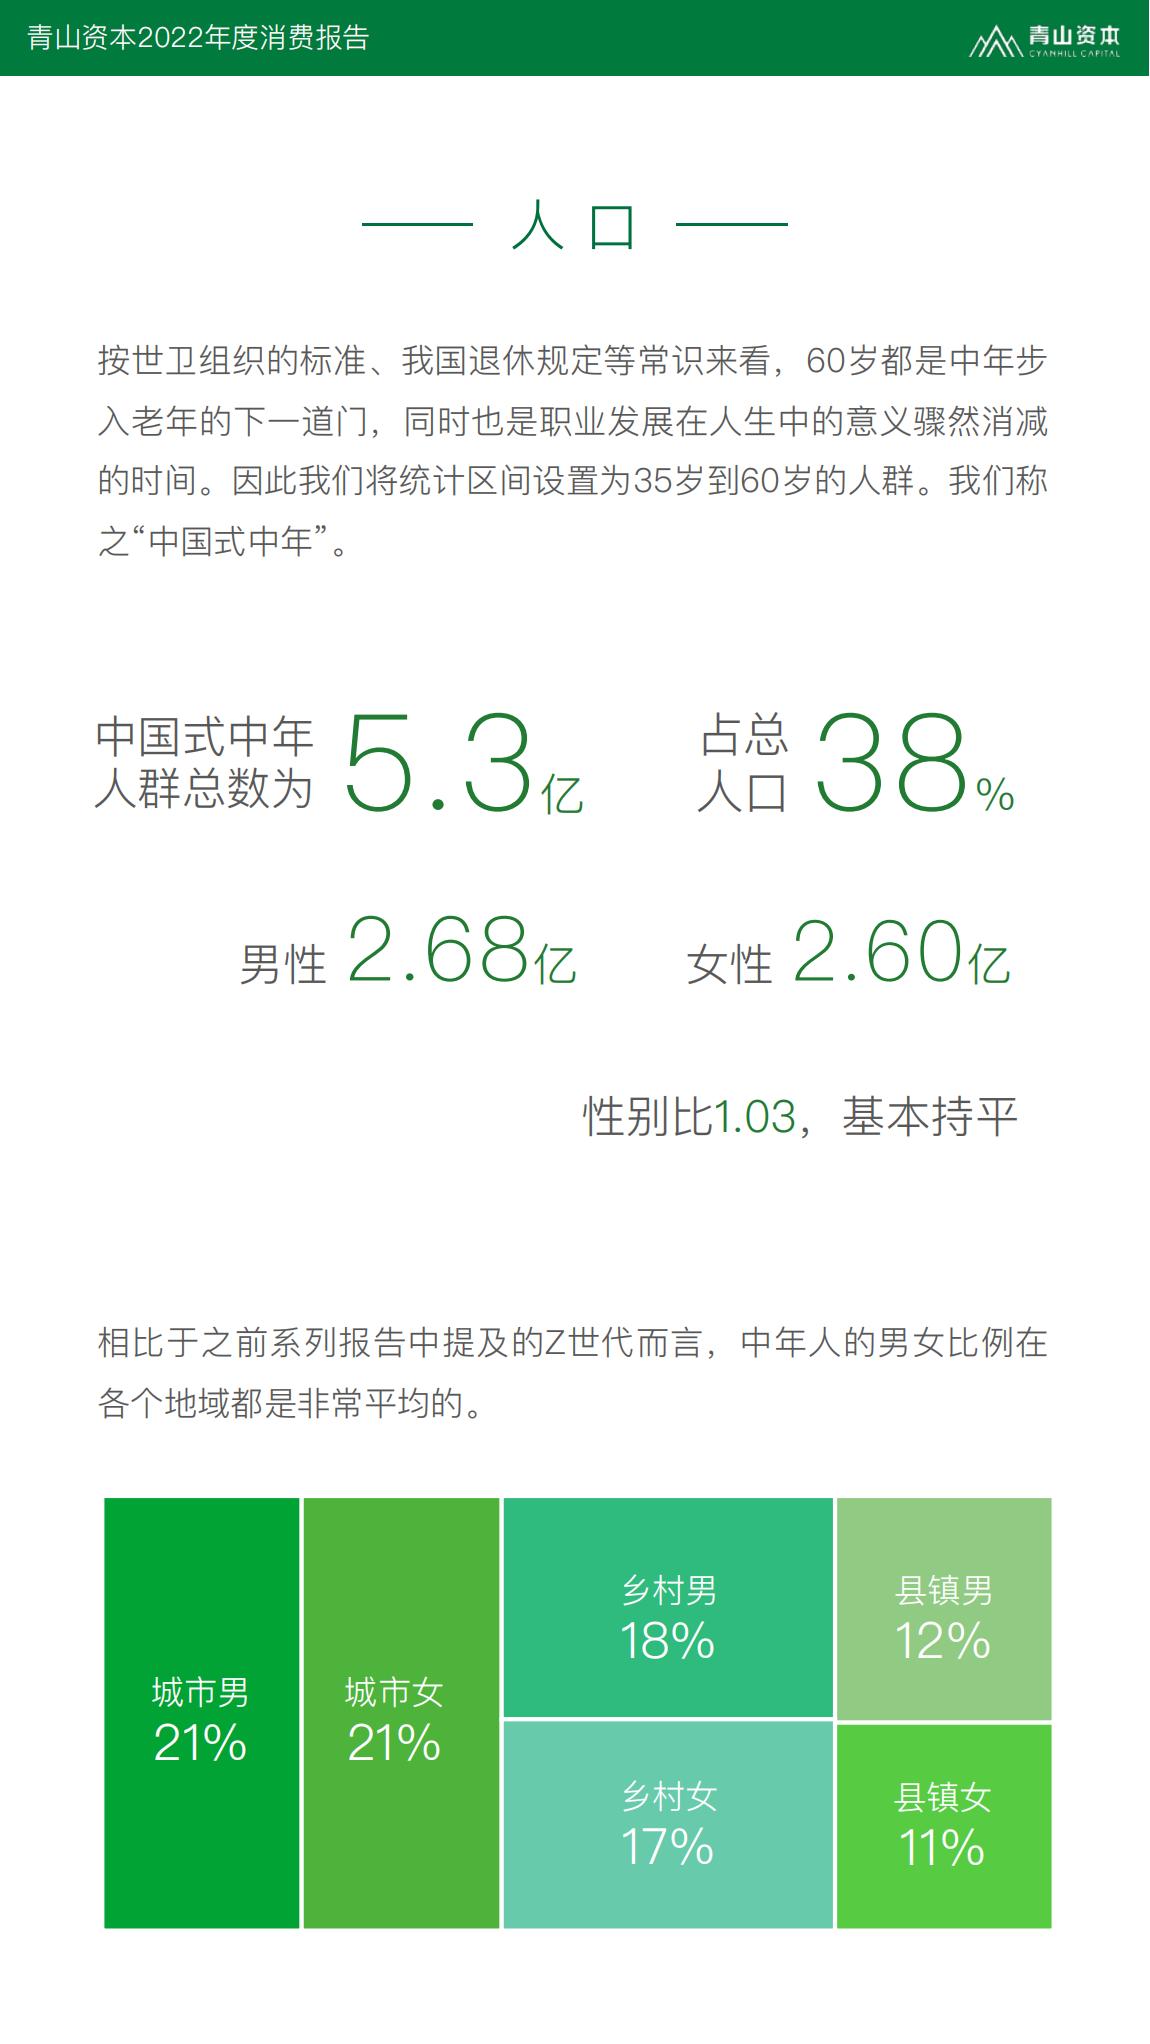 青山资本2022年度消费报告
青山资本
CYANHILL CAPITAL
人口
按世卫组织的标准、我国退休规定等常识来看，60岁都是中年步
入老年的下一道门，同时也是职业发展在人生中的意义骤然消减
的时间。因此我们将统计区间设置为35岁到60岁的人群。我们称
之“中国式中年”。
中国式中年
人群总数为
5.3亿
占总
人口
38%
男性 2.68亿
女性 2.60亿
性别比1.03，基本持平
相比于之前系列报告中提及的Z世代而言，中年人的男女比例在
各个地域都是非常平均的。
城市男
21%
城市女
21%
乡村男
18%
县镇男
12%
乡村女
17%
县镇女
11%